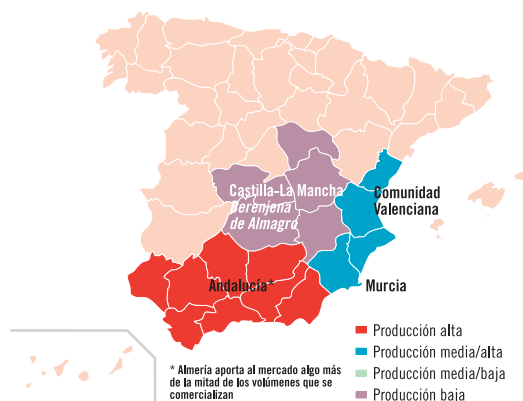 Castilla-La Mancha
Berenjena
de Almagro
Comunidad
Valenciana
Andalucía*
Murcia
* Almería aporta al mercado algo más
de la mitad de los volúmenes que se
comercializan
Producción alta
Producción media/alta
Producción media/baja
Producción baja